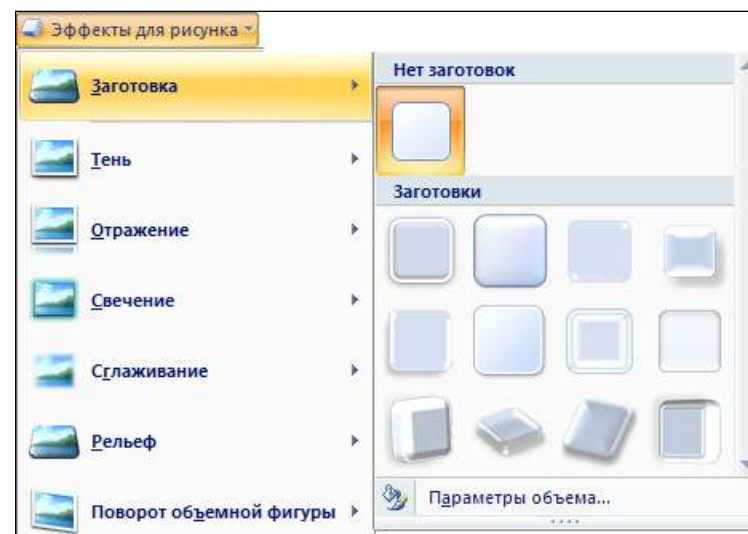 Эффекты для рисунка
Заготовка
Тень
Отражение
Свечение
Сглаживание
Рельеф
Поворот объемной фигуры
Нет заготовок
Заготовки
Параметры объема...